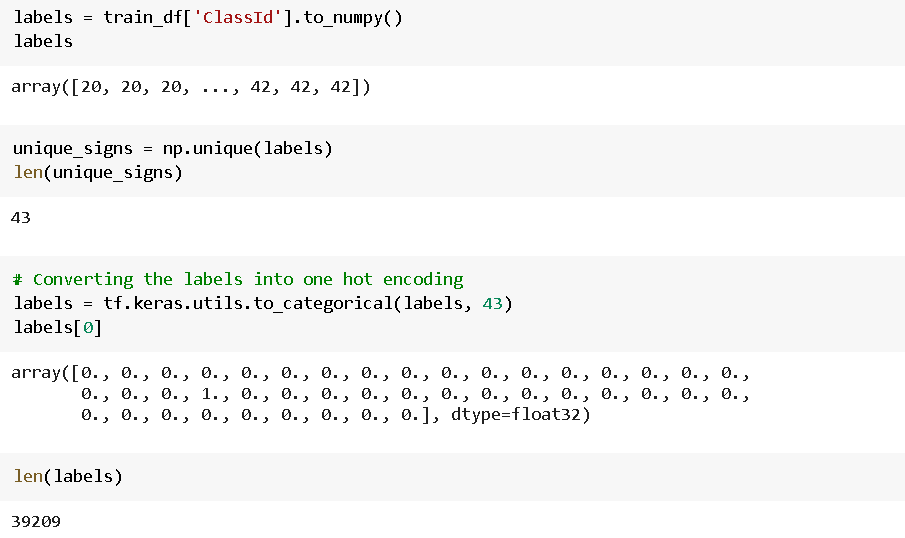 labels = train_df['ClassId'].to_numpy()
labels
array([20, 20, 20, ..., 42, 42, 42])
unique_signs = np.unique(labels)
len(unique_signs)
43
# Converting the labels into one hot encoding
labels = tf.keras.utils.to_categorical(labels, 43)
labels[0]
array([0., 0., 0., 0., 0., 0., 0., 0., 0., 0., 0., 0., 0., 0., 0., 0., 0.,
       0., 0., 0., 1., 0., 0., 0., 0., 0., 0., 0., 0., 0., 0., 0., 0., 0.,
       0., 0., 0., 0., 0., 0., 0., 0., 0.], dtype=float32)
len(labels)
39209